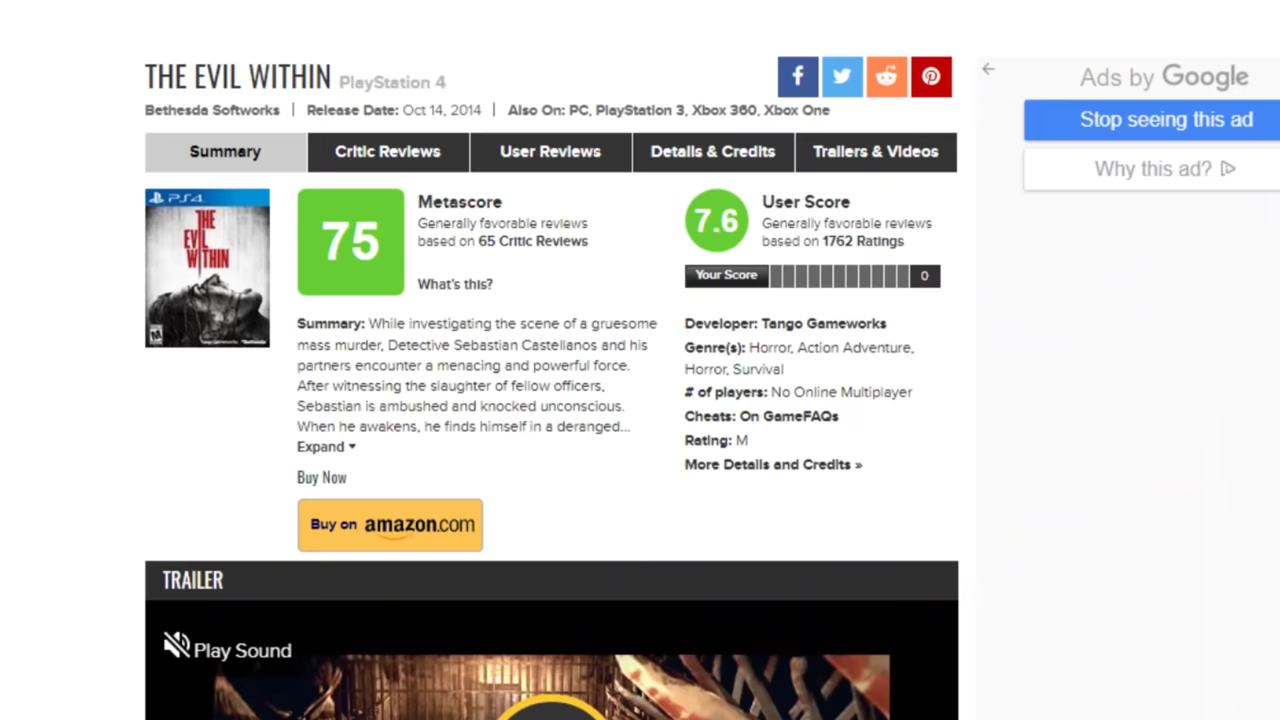 THE EVIL WITHIN PlayStation 4
Bethesda Softworks | Release Date: Oct 14, 2014 | Also On: PC, PlayStation 3, Xbox 360, Xbox One
Summary
Critic Reviews
User Reviews
Details & Credits
Trailers & Videos
PS4
THE
EVIL
WITHIN
M
75
Metascore
Generally favorable reviews
based on 65 Critic Reviews
What's this?
Summary: While investigating the scene of a gruesome
mass murder, Detective Sebastian Castellanos and his
partners encounter a menacing and powerful force.
After witnessing the slaughter of fellow officers,
Sebastian is ambushed and knocked unconscious.
When he awakens, he finds himself in a deranged...
Expand
Buy Now
Buy on amazon.com
7.6
User Score
Generally favorable reviews
based on 1762 Ratings
Your Score 0
Developer: Tango Gameworks
Genre(s): Horror, Action Adventure,
Horror, Survival
# of players: No Online Multiplayer
Cheats: On GameFAQs
Rating: M
More Details and Credits »
TRAILER
Play Sound
Ads by Google
Stop seeing this ad
Why this ad?